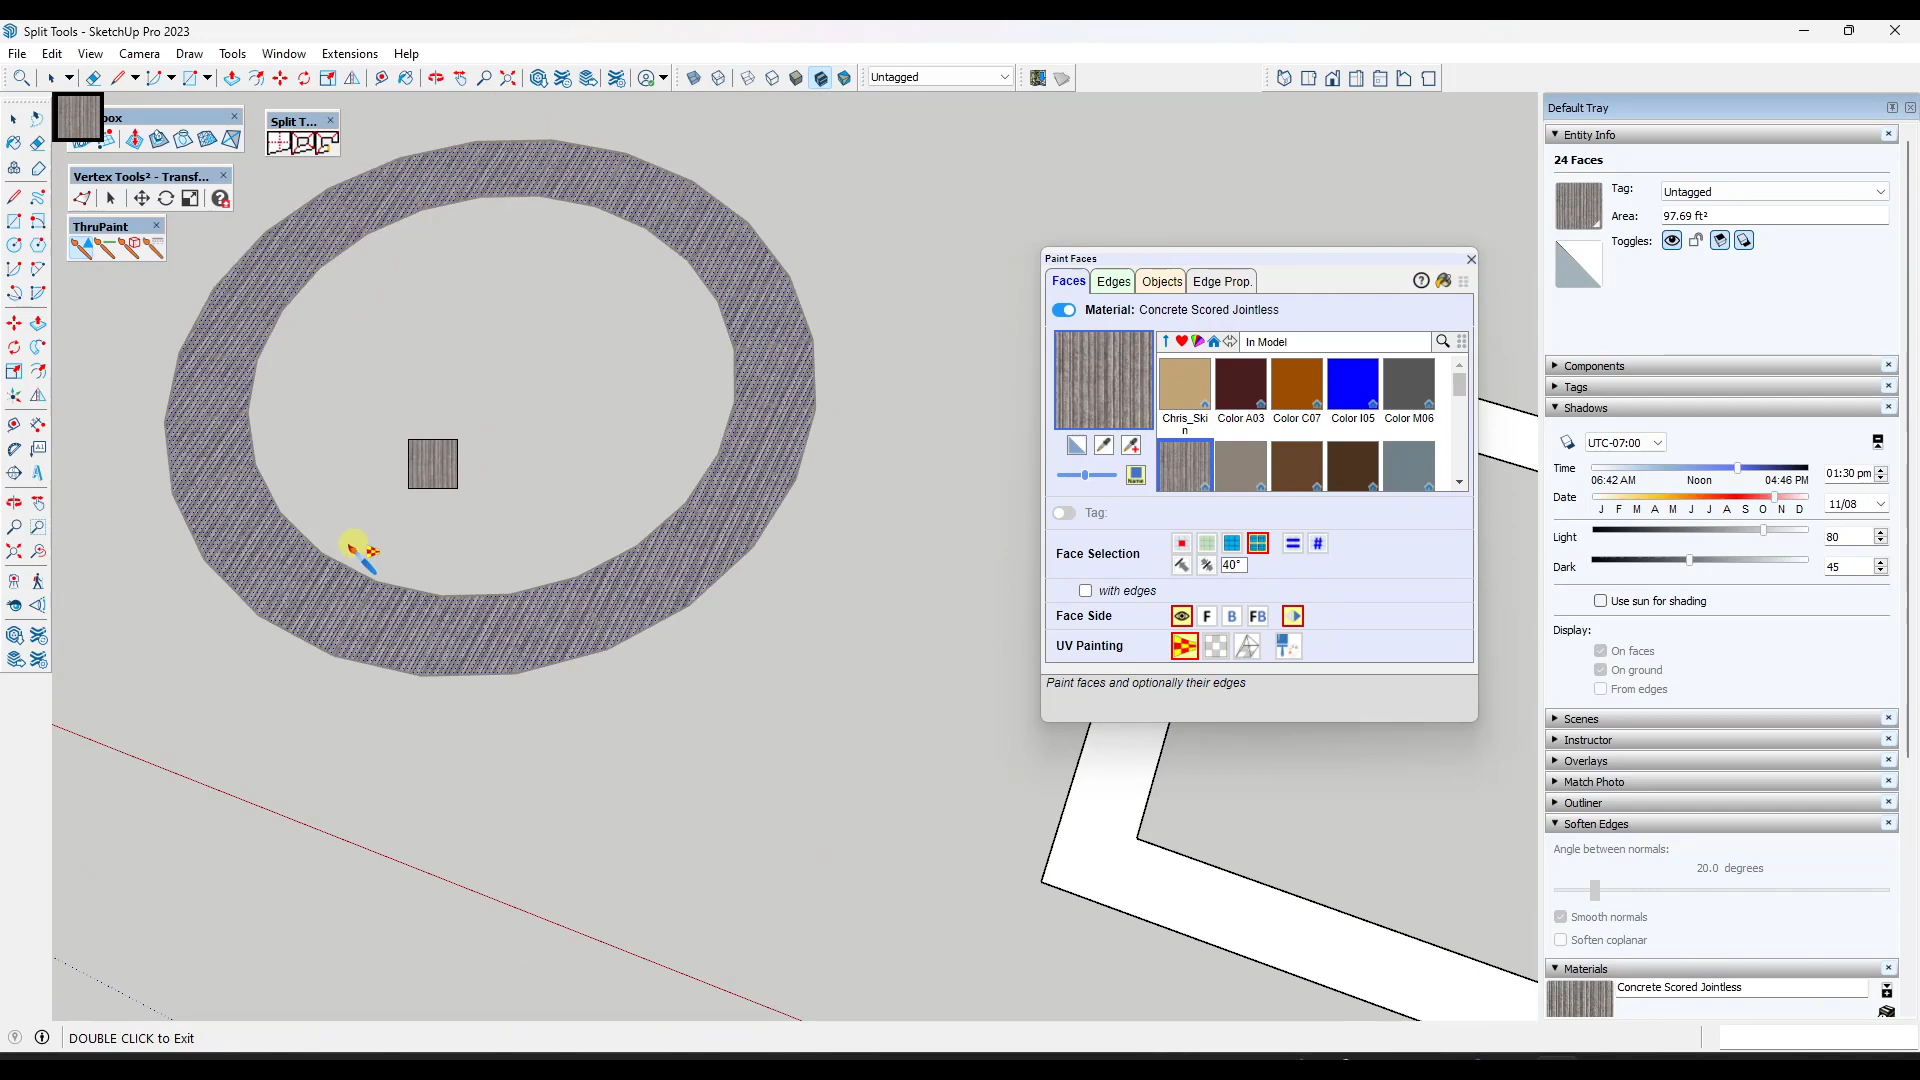 Split Tools - SketchUp Pro 2023
File Edit View Camera Draw Tools Window Extensions Help
Untagged
box
Split T...
Vertex Tools² - Transf...
ThruPaint
Paint Faces
Faces Edges Objects Edge Prop.
Material: Concrete Scored Jointless
In Model
Chris_Ski
n
Color A03 Color C07 Color I05 Color M06
Name
Tag:
Face Selection
40°
with edges
Face Side
F B FB
UV Painting
Paint faces and optionally their edges
Default Tray
Entity Info
24 Faces
Tag: Untagged
Area: 97.69 ft²
Toggles:
Components
Tags
Shadows
UTC-07:00
Time 01:30 pm
06:42 AM Noon 04:46 PM
Date 11/08
J F M A M J J A S O N D
Light 80
Dark 45
Use sun for shading
Display:
On faces
On ground
From edges
Scenes
Instructor
Overlays
Match Photo
Outliner
Soften Edges
Angle between normals:
20.0 degrees
Smooth normals
Soften coplanar
Materials
Concrete Scored Jointless
DOUBLE CLICK to Exit